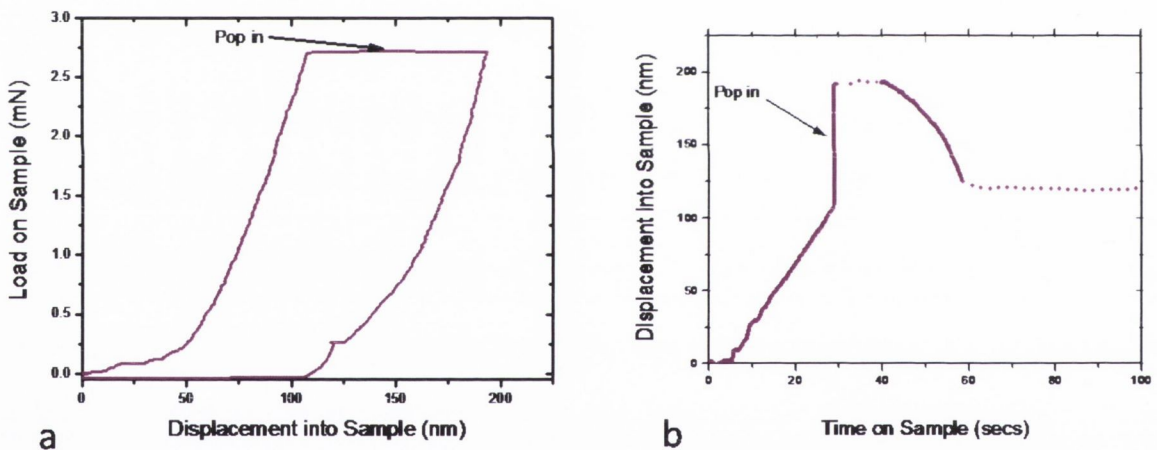 Load on Sample (mN)
3.0
2.5
2.0
1.5
1.0
0.5
0.0
0
50
100
150
200
Pop in
Displacement into Sample (nm)
a
Displacement Into Sample (nm)
200
150
100
50
0
0
20
40
60
80
100
Pop in
Time on Sample (secs)
b